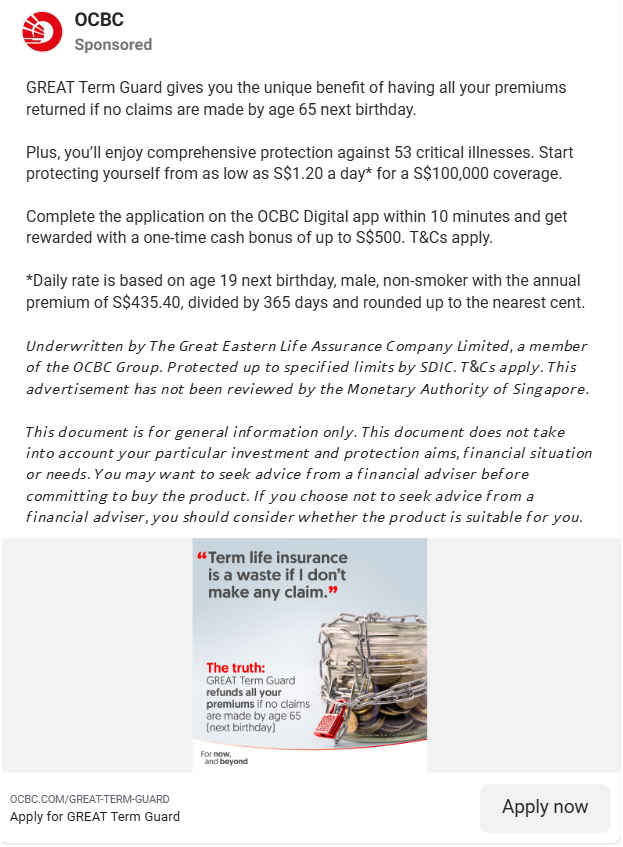 OCBC
Sponsored
GREAT Term Guard gives you the unique benefit of having all your premiums
returned if no claims are made by age 65 next birthday.
Plus, you’ll enjoy comprehensive protection against 53 critical illnesses. Start
protecting yourself from as low as S$1.20 a day* for a S$100,000 coverage.
Complete the application on the OCBC Digital app within 10 minutes and get
rewarded with a one-time cash bonus of up to S$500. T&Cs apply.
*Daily rate is based on age 19 next birthday, male, non-smoker with the annual
premium of S$435.40, divided by 365 days and rounded up to the nearest cent.
Underwritten by The Great Eastern Life Assurance Company Limited, a member
of the OCBC Group. Protected up to specified limits by SDIC. T&Cs apply. This
advertisement has not been reviewed by the Monetary Authority of Singapore.
This document is for general information only. This document does not take
into account your particular investment and protection aims, financial situation
or needs. You may want to seek advice from a financial adviser before
committing to buy the product. If you choose not to seek advice from a
financial adviser, you should consider whether the product is suitable for you.
“Term life insurance
is a waste if I don’t
make any claim.”
The truth:
GREAT Term Guard
refunds all your
premiums if no claims
are made by age 65
(next birthday)
For now,
and beyond
OCBC.COM/GREAT-TERM-GUARD
Apply for GREAT Term Guard
Apply now